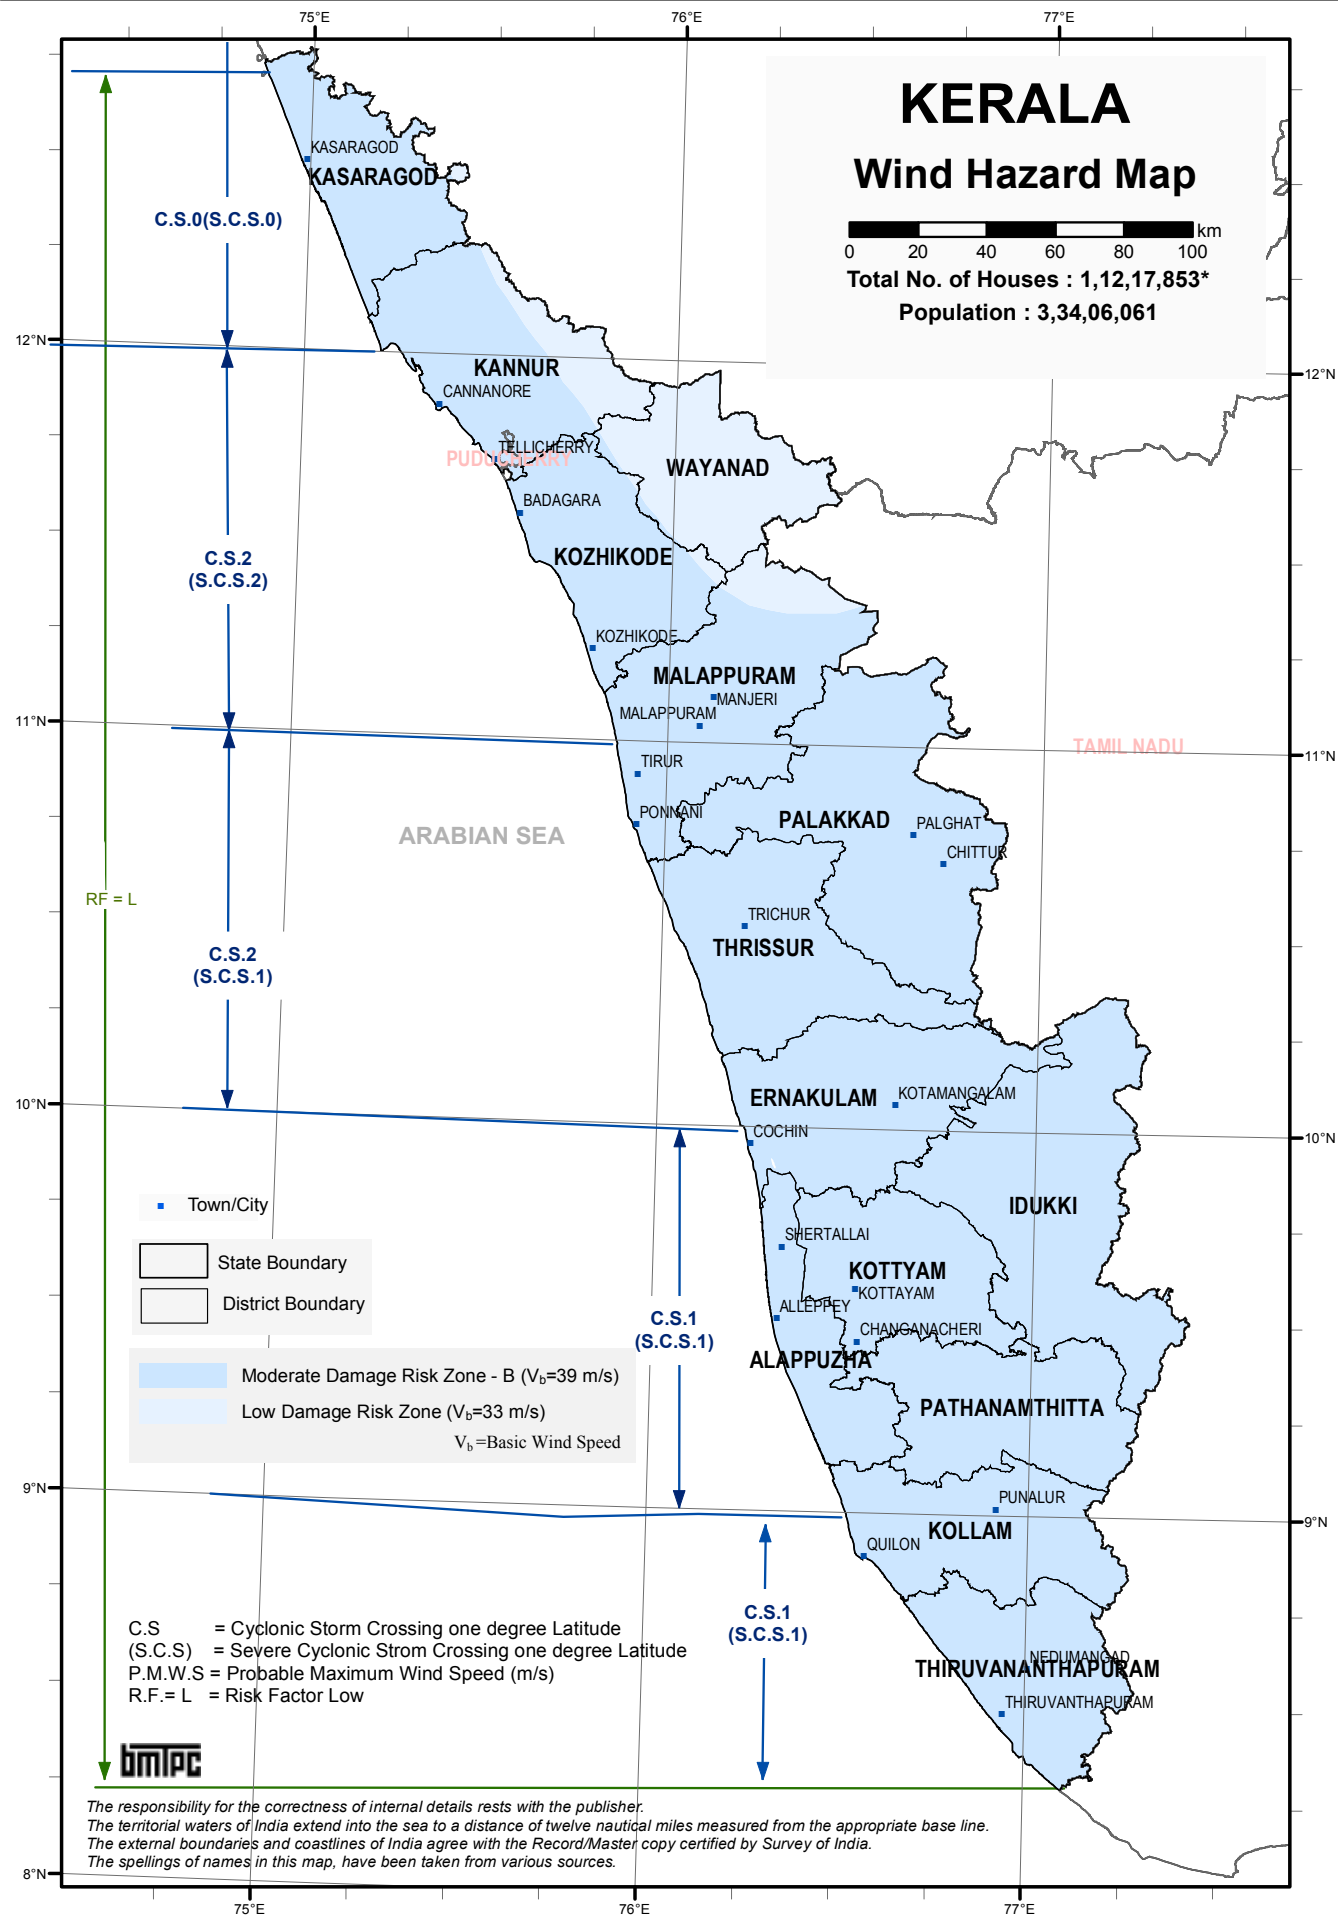 75°E
76°E
77°E
KERALA
Wind Hazard Map
km
0 20 40 60 80 100
Total No. of Houses : 1,12,17,853*
Population : 3,34,06,061
KASARAGOD
KASARAGOD
C.S.0(S.C.S.0)
12°N
12°N
KANNUR
CANNANORE
TELLICHERRY
PUDUCHERRY
WAYANAD
BADAGARA
C.S.2
(S.C.S.2)
KOZHIKODE
KOZHIKODE
MALAPPURAM
MANJERI
MALAPPURAM
11°N
11°N
TAMIL NADU
TIRUR
PONNANI
PALAKKAD
PALGHAT
CHITTUR
ARABIAN SEA
RF = L
TRICHUR
THRISSUR
C.S.2
(S.C.S.1)
ERNAKULAM
KOTAMANGALAM
10°N
10°N
COCHIN
Town/City
IDUKKI
SHERTALLAI
State Boundary
KOTTYAM
KOTTAYAM
District Boundary
ALLEPPEY
C.S.1
(S.C.S.1)
CHANGANACHERI
ALAPPUZHA
Moderate Damage Risk Zone - B (Vb=39 m/s)
Low Damage Risk Zone (Vb=33 m/s)
Vb=Basic Wind Speed
PATHANAMTHITTA
9°N
9°N
PUNALUR
KOLLAM
QUILON
C.S.1
(S.C.S.1)
C.S = Cyclonic Storm Crossing one degree Latitude
(S.C.S) = Severe Cyclonic Strom Crossing one degree Latitude
P.M.W.S = Probable Maximum Wind Speed (m/s)
R.F.= L = Risk Factor Low
NEDUMANGAD
THIRUVANANTHAPURAM
THIRUVANTHAPURAM
bmTPC
The responsibility for the correctness of internal details rests with the publisher.
The territorial waters of India extend into the sea to a distance of twelve nautical miles measured from the appropriate base line.
The external boundaries and coastlines of India agree with the Record/Master copy certified by Survey of India.
The spellings of names in this map, have been taken from various sources.
8°N
75°E
76°E
77°E